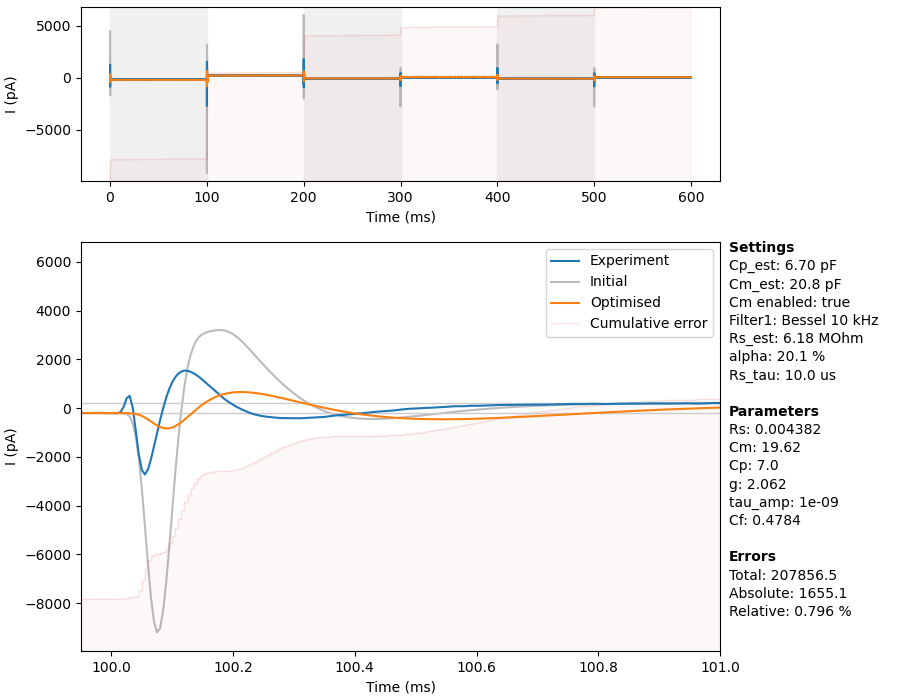 5000
0
−5000
I (pA)
0 100 200 300 400 500 600
Time (ms)
6000
4000
2000
0
−2000
−4000
−6000
−8000
I (pA)
100.0 100.2 100.4 100.6 100.8 101.0
Time (ms)
Experiment
Initial
Optimised
Cumulative error
Settings
Cp_est: 6.70 pF
Cm_est: 20.8 pF
Cm enabled: true
Filter1: Bessel 10 kHz
Rs_est: 6.18 MOhm
alpha: 20.1 %
Rs_tau: 10.0 us
Parameters
Rs: 0.004382
Cm: 19.62
Cp: 7.0
g: 2.062
tau_amp: 1e-09
Cf: 0.4784
Errors
Total: 207856.5
Absolute: 1655.1
Relative: 0.796 %